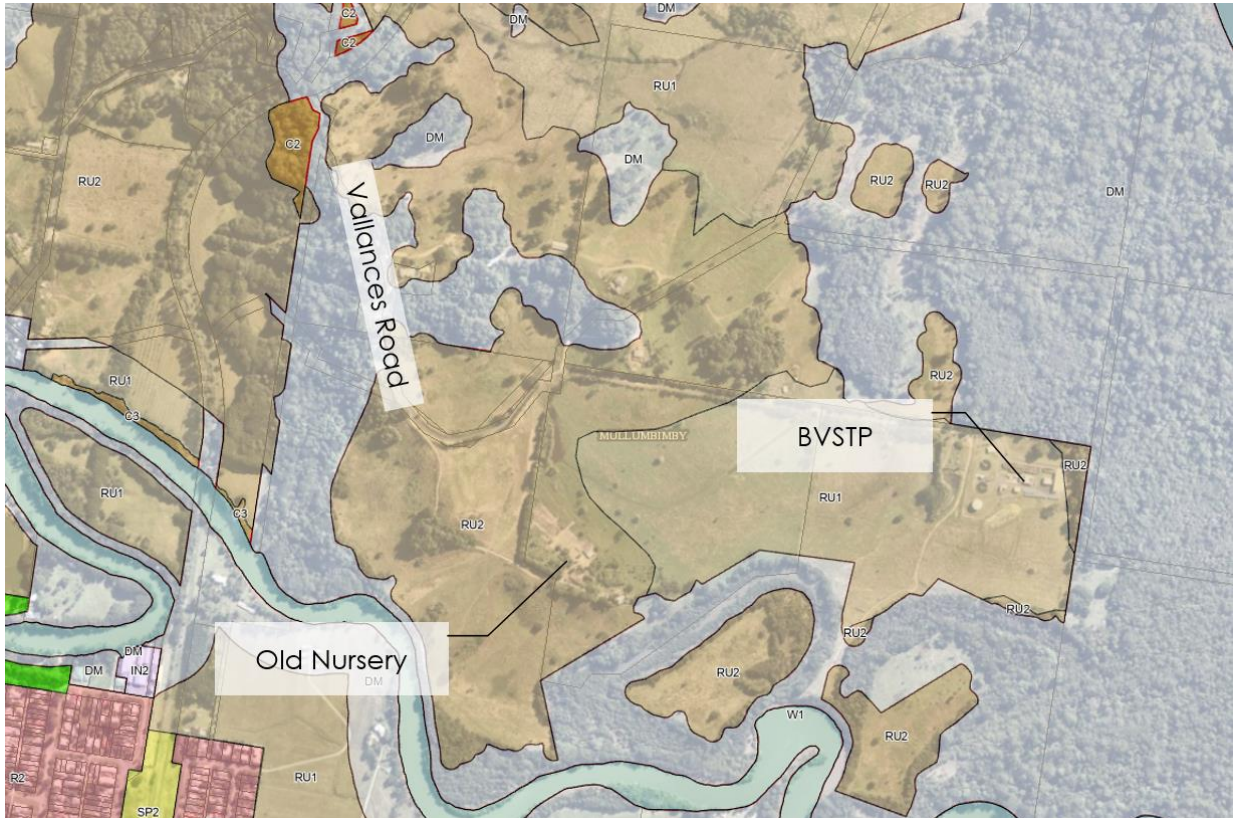 C2
DM
DM
C2
RU1
C2
DM
DM
RU2
RU2
RU2
DM
Vallances Road
RU1
RU2
C3
BVSTP
MULLUMBIMBY
RU2
RU1
RU1
C3
RU2
RU2
RU2
Old Nursery
DM
DM
IN2
DM
RU2
W1
RU2
R2
RU1
SP2